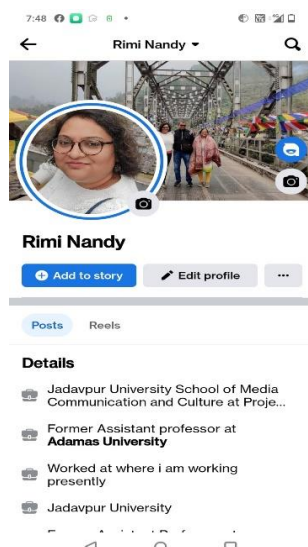 7:48
Rimi Nandy
Rimi Nandy
Add to story
Edit profile
Posts Reels
Details
Jadavpur University School of Media
Communication and Culture at Proje...
Former Assistant professor at
Adamas University
Worked at where i am working
presently
Jadavpur University